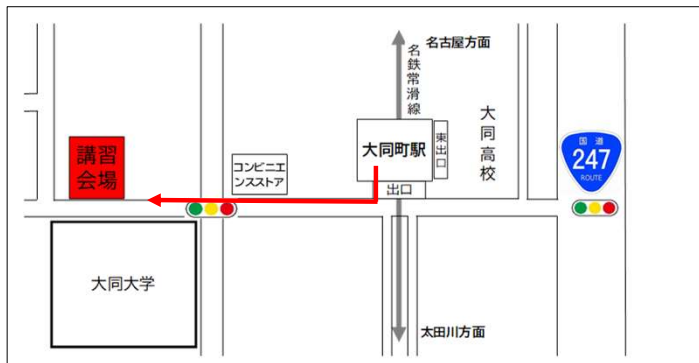 名古屋方面
名鉄常滑線
大同高校
国道
247
ROUTE
講習
会場
コンビニエ
ンスストア
大同町駅
東出口
出口
大同大学
太田川方面